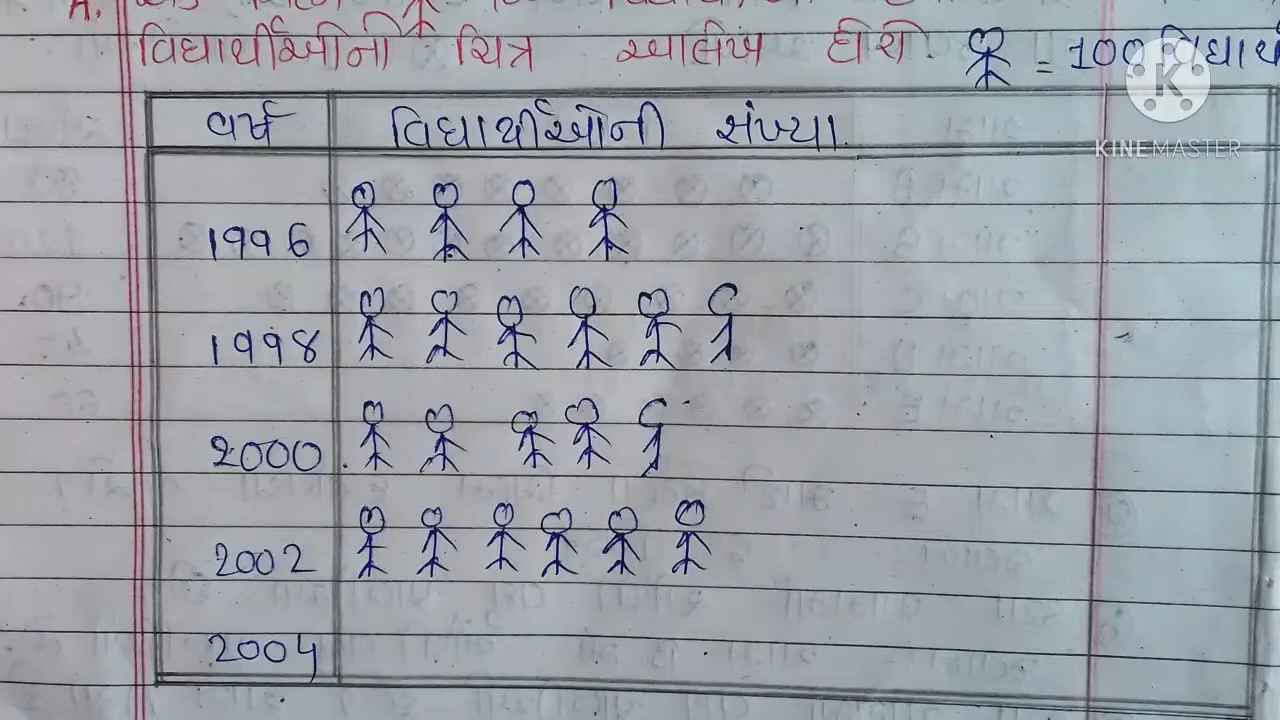 A.
વિદ્યાર્થીઓની ચિત્ર આલેખ દોરો. = 100 વિદ્યાર્થ
KINEMASTER
વર્ષ વિદ્યાર્થીઓની સંખ્યા.
1996
1998
2000
2002
2004